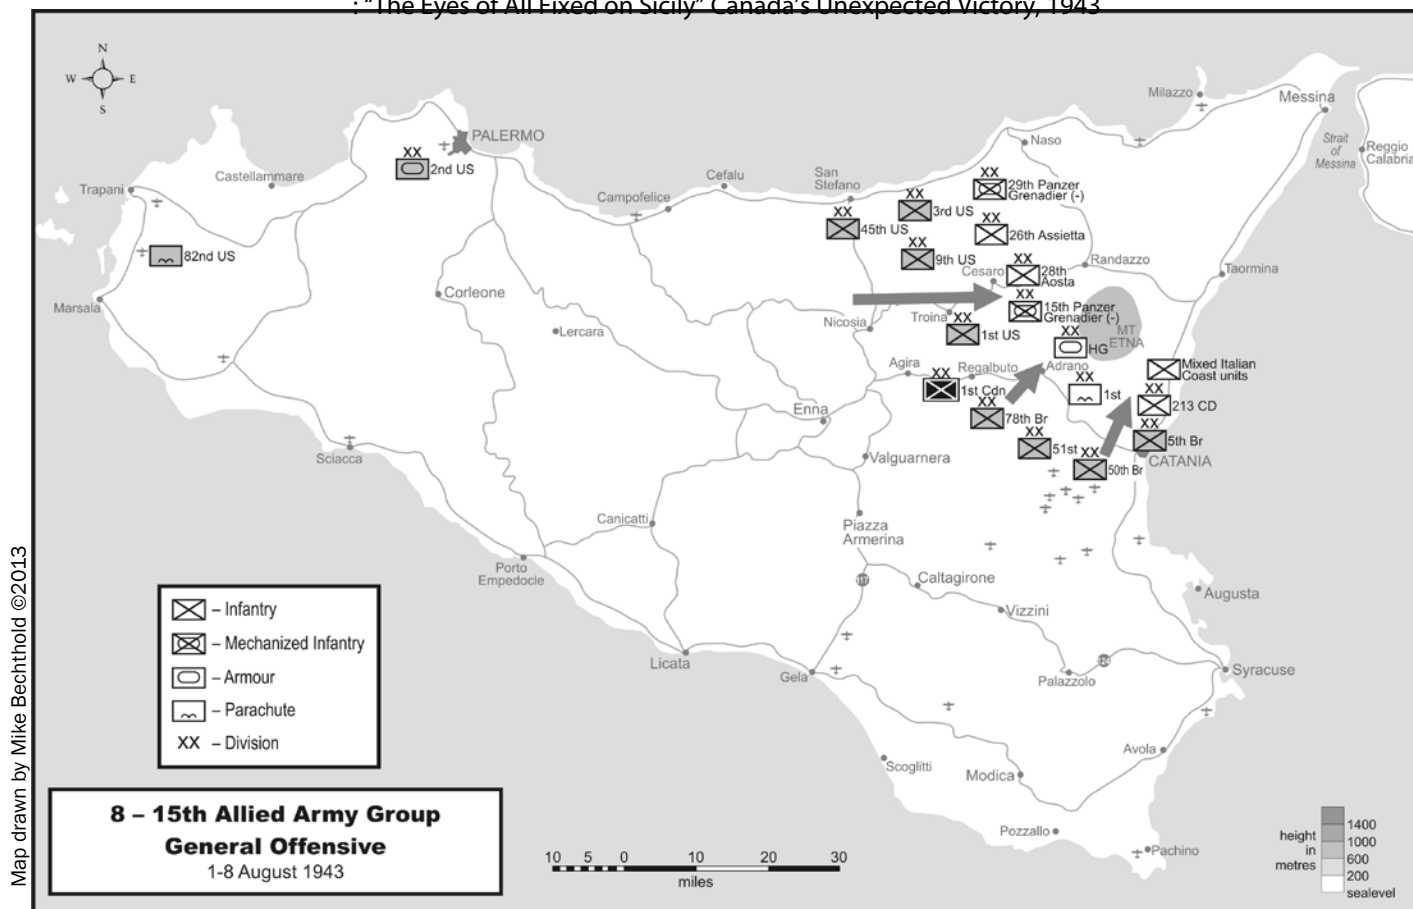 : “The Eyes of All Fixed on Sicily” Canada’s Unexpected Victory, 1943
N
W E
S
Milazzo
Messina
Strait
of
Messina
Reggio
Calabria
PALERMO
XX
2nd US
Naso
Castellammare
Trapani
Cefalu
San
Stefano
Campofelice
XX
29th Panzer
Grenadier (-)
XX
3rd US
XX
45th US
XX
26th Assietta
XX
9th US
82nd US
Cesaro
XX
28th
Aosta
Randazzo
Taormina
Marsala
Corleone
XX
15th Panzer
Grenadier (-)
Nicosia
Troina
XX
1st US
Lercara
MT
ETNA
XX
HG
Agira
Regalbuto
Adrano
Mixed Italian
Coast units
XX
1st Cdn
XX
1st
XX
213 CD
Enna
XX
78th Br
XX
5th Br
XX
51st
XX
50th Br
CATANIA
Sciacca
Valguarnera
Canicatti
Piazza
Armerina
Porto
Empedocle
117
Caltagirone
Augusta
Vizzini
Licata
Gela
124
Palazzolo
Syracuse
Avola
Scoglitti
Modica
Pozzallo
Pachino
– Infantry
– Mechanized Infantry
– Armour
– Parachute
XX – Division
8 – 15th Allied Army Group
General Offensive
1-8 August 1943
10 5 0 10 20 30
miles
height
in
metres
1400
1000
600
200
sealevel
Map drawn by Mike Bechthold ©2013